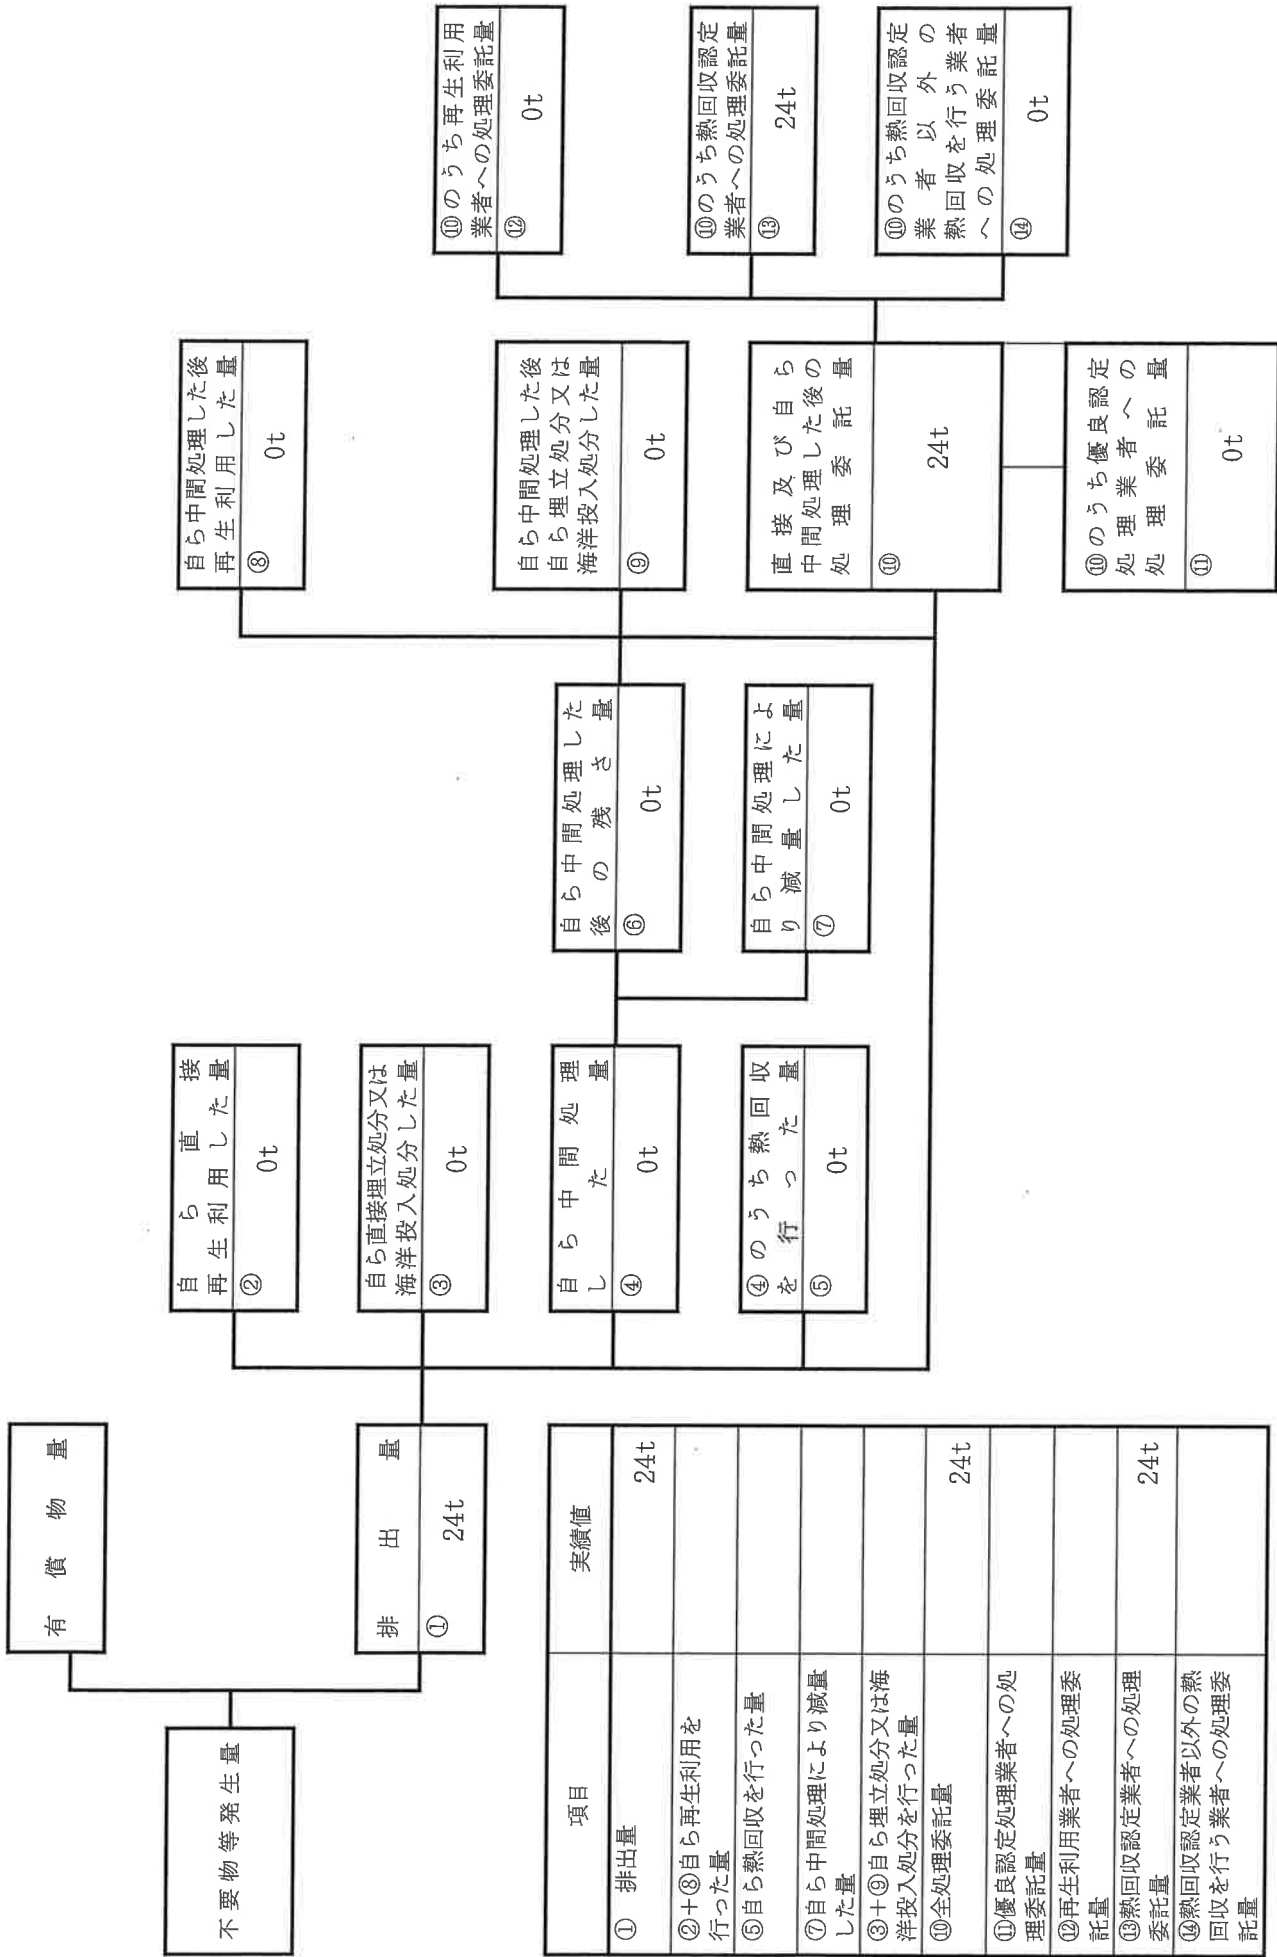 不要物等発生量
有償物量
排出量
①
24t
自ら直接
再生利用した量
②
0t
自ら直接埋立処分又は
海洋投入処分した量
③
0t
自ら中間処理
した量
④
0t
④のうち熱回収
を行った量
⑤
0t
自ら中間処理した
後の残さ量
⑥
0t
自ら中間処理によ
り減量した量
⑦
0t
自ら中間処理した後
再生利用した量
⑧
0t
自ら中間処理した後
自ら埋立処分又は
海洋投入処分した量
⑨
0t
直接及び自ら
中間処理した後の
処理委託量
⑩
24t
⑩のうち優良認定
処理業者への
処理委託量
⑪
0t
⑩のうち再生利用
業者への処理委託量
⑫
0t
⑩のうち熱回収認定
業者への処理委託量
⑬
24t
⑩のうち熱回収認定
業者以外の
熱回収を行う業者
への処理委託量
⑭
0t
項目 実績値
① 排出量 24t
②+⑧自ら再生利用を
行った量
⑤自ら熱回収を行った量
⑦自ら中間処理により減量
した量
③+⑨自ら埋立処分又は海
洋投入処分を行った量
⑩全処理委託量 24t
⑪優良認定処理業者への処
理委託量
⑫再生利用業者への処理委
託量
⑬熱回収認定業者への処理
委託量 24t
⑭熱回収認定業者以外の熱
回収を行う業者への処理委
託量